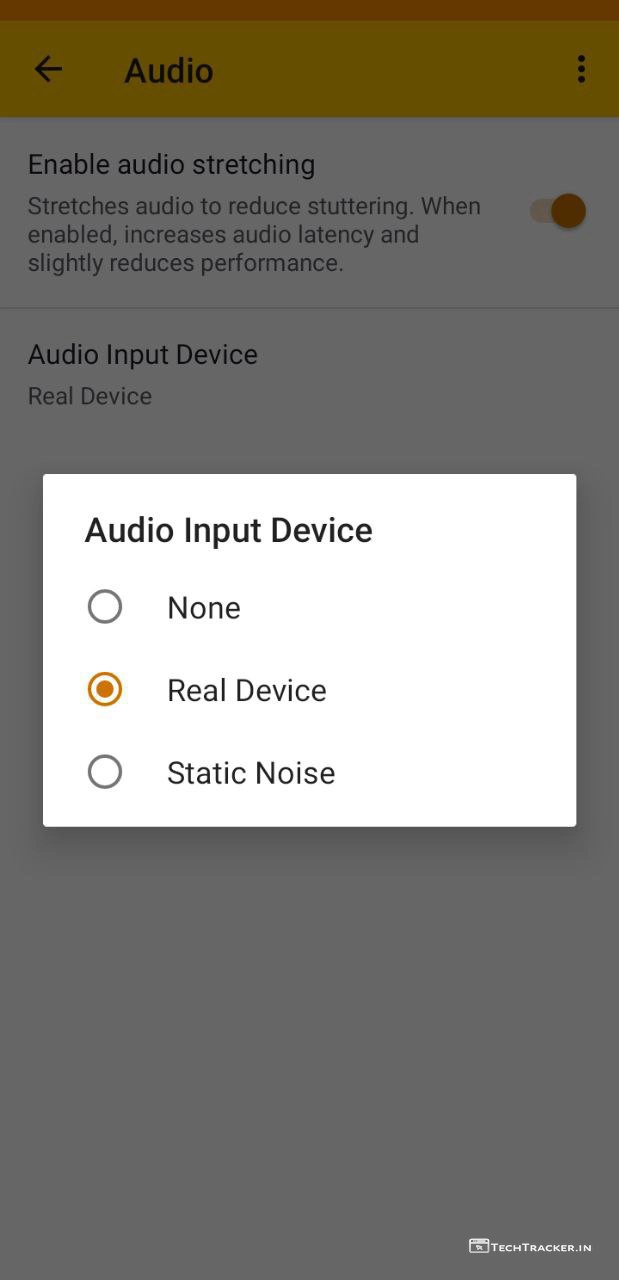 Audio
Enable audio stretching
Stretches audio to reduce stuttering. When
enabled, increases audio latency and
slightly reduces performance.
Audio Input Device
Real Device
Audio Input Device
None
Real Device
Static Noise
TECHTRACKER.IN